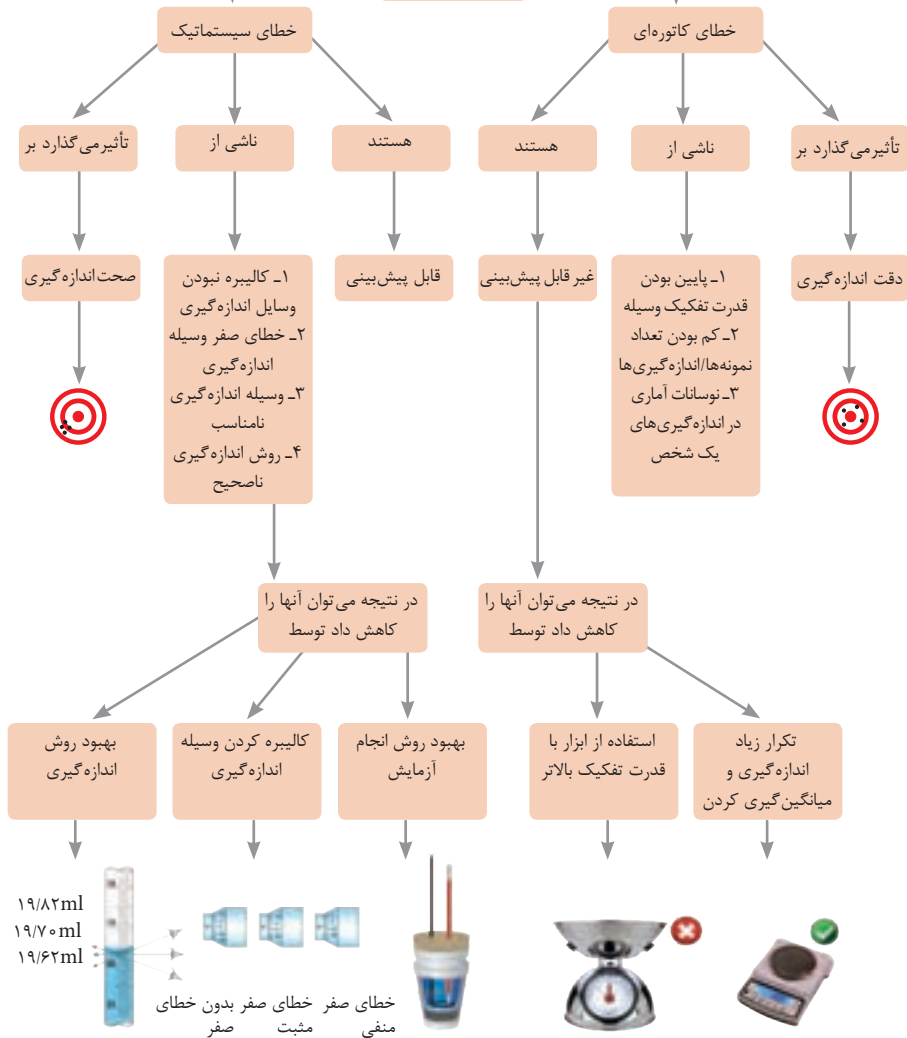 خطای کاتوره‌ای
خطای سیستماتیک
تأثیرمی‌گذارد بر
ناشی از
هستند
هستند
ناشی از
تأثیرمی‌گذارد بر
دقت اندازه‌گیری
۱ـ پایین بودن
قدرت تفکیک وسیله
۲ـ کم بودن تعداد
نمونه‌ها/اندازه‌گیری‌ها
۳ـ نوسانات آماری
در اندازه‌گیری‌های
یک شخص
غیر قابل پیش‌بینی
قابل پیش‌بینی
۱ـ کالیبره نبودن
وسایل اندازه‌گیری
۲ـ خطای صفر وسیله
اندازه‌گیری
۳ـ وسیله اندازه‌گیری
نامناسب
۴ـ روش اندازه‌گیری
ناصحیح
صحت‌اندازه‌گیری
در نتیجه می‌توان آنها را
کاهش داد توسط
در نتیجه می‌توان آنها را
کاهش داد توسط
تکرار زیاد
اندازه‌گیری و
میانگین‌گیری کردن
استفاده از ابزار با
قدرت تفکیک بالاتر
بهبود روش انجام
آزمایش
کالیبره کردن وسیله
اندازه‌گیری
بهبود روش
اندازه‌گیری
۱۹/۸۲ml
۱۹/۷۰ml
۱۹/۶۲ml
خطای صفر
منفی
خطای صفر
مثبت
بدون خطای
صفر